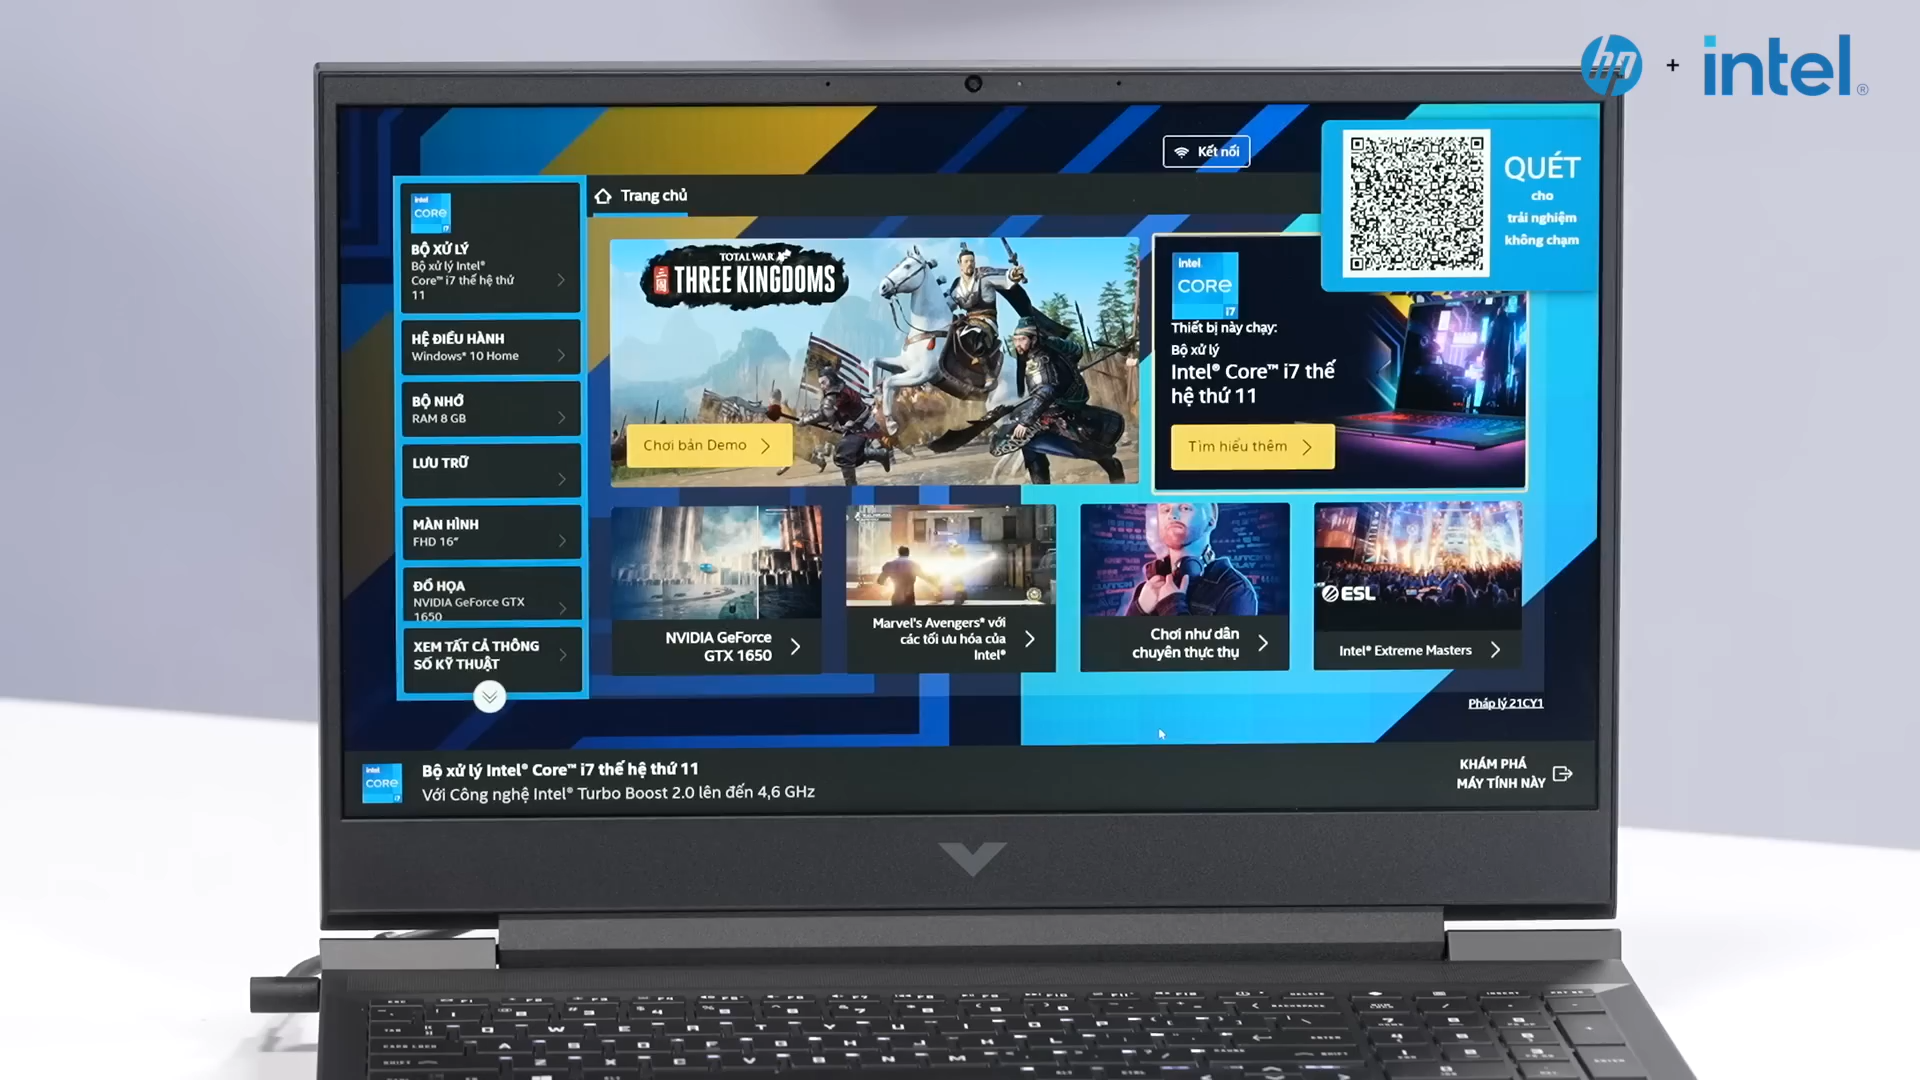 hp + intel®
Kết nối
QUÉT
cho
trải nghiệm
không chạm
Trang chủ
intel
CORE
i7
BỘ XỬ LÝ
Bộ xử lý Intel®
Core™ i7 thế hệ thứ
11
HỆ ĐIỀU HÀNH
Windows® 10 Home
BỘ NHỚ
RAM 8 GB
LƯU TRỮ
MÀN HÌNH
FHD 16”
ĐỒ HỌA
NVIDIA GeForce GTX
1650
XEM TẤT CẢ THÔNG
SỐ KỸ THUẬT
TOTAL WAR
三國
THREE KINGDOMS
Chơi bản Demo
intel
CORE
i7
Thiết bị này chạy:
Bộ xử lý
Intel® Core™ i7 thế
hệ thứ 11
Tìm hiểu thêm
NVIDIA GeForce
GTX 1650
Marvel's Avengers® với
các tối ưu hóa của
Intel®
Chơi như dân
chuyên thực thụ
ESL
Intel® Extreme Masters
Pháp lý 21CY1
intel
CORE
i7
Bộ xử lý Intel® Core™ i7 thế hệ thứ 11
Với Công nghệ Intel® Turbo Boost 2.0 lên đến 4,6 GHz
KHÁM PHÁ
MÁY TÍNH NÀY